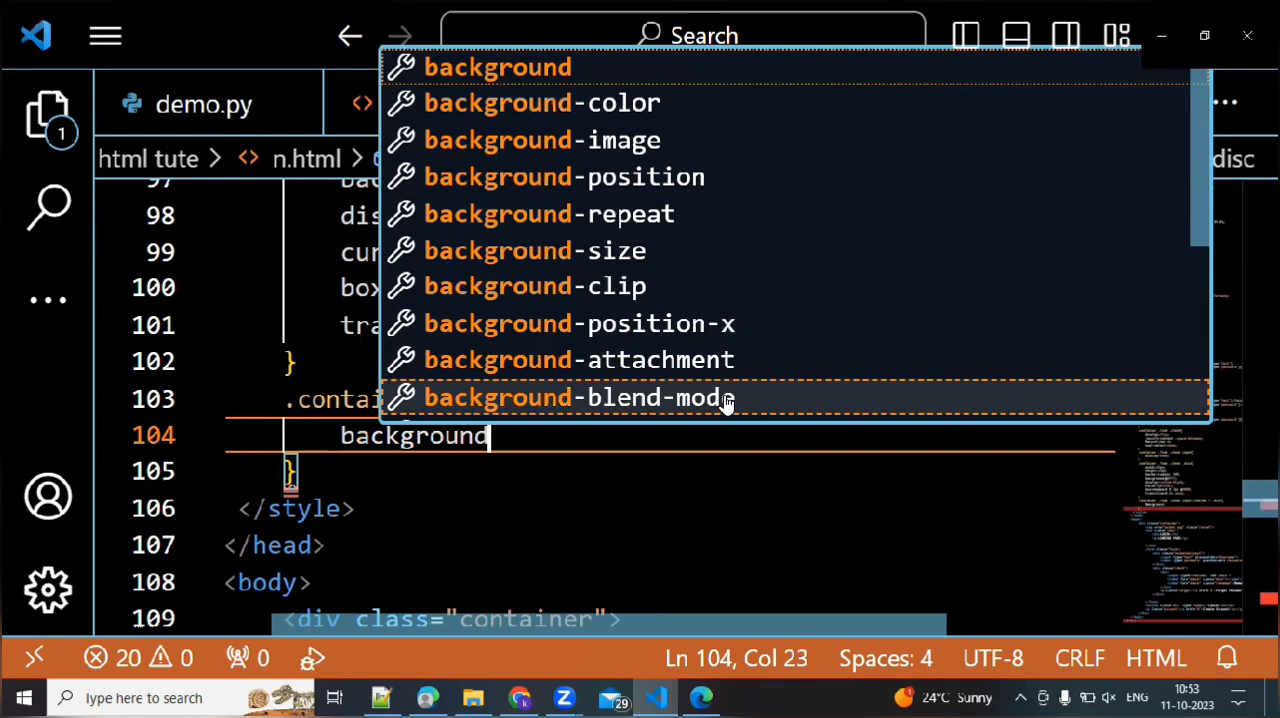 Search
demo.py
1
html tute > n.html > disc
background
background-color
background-image
background-position
background-repeat
background-size
background-clip
background-position-x
background-attachment
background-blend-mode
97
98 dis
99 cur
100 box
101 tra
102 }
103 .contai
104 background
105 }
106 </style>
107 </head>
108 <body>
109 <div class="container">
20 0 0 Ln 104, Col 23 Spaces: 4 UTF-8 CRLF HTML
Type here to search 29 24°C Sunny ENG 10:53
11-10-2023